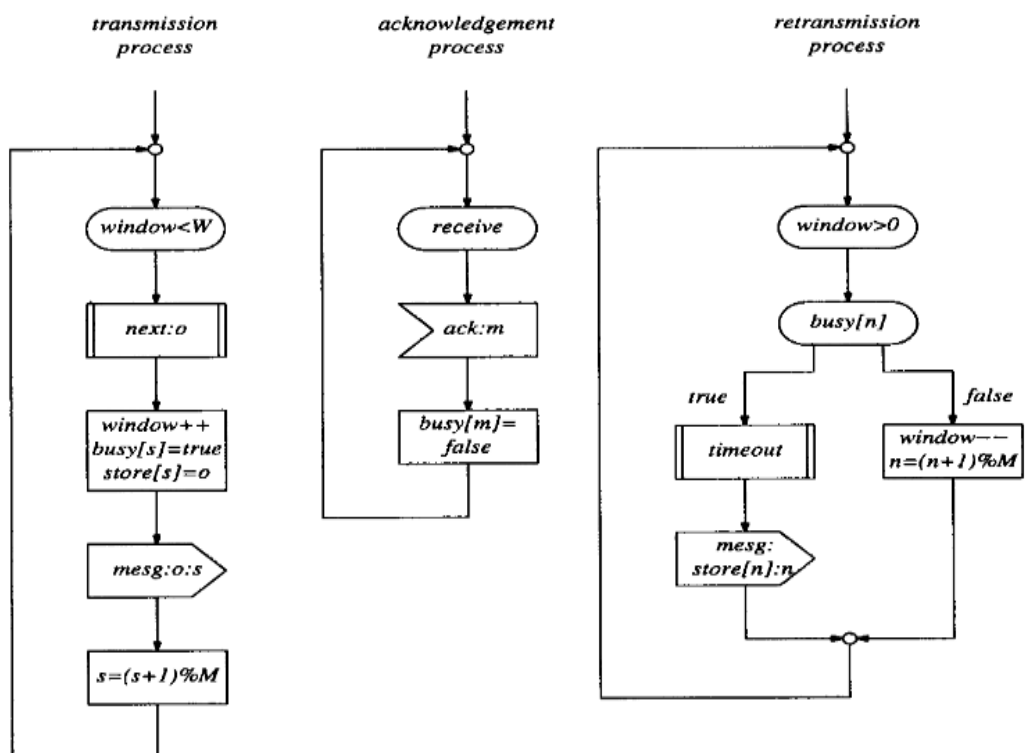 transmission
process
window<W
next:o
window++
busy[s]=true
store[s]=o
mesg:o:s
s=(s+1)%M
acknowledgement
process
receive
ack:m
busy[m]=
false
retransmission
process
window>0
busy[n]
true
false
timeout
window--
n=(n+1)%M
mesg:
store[n]:n